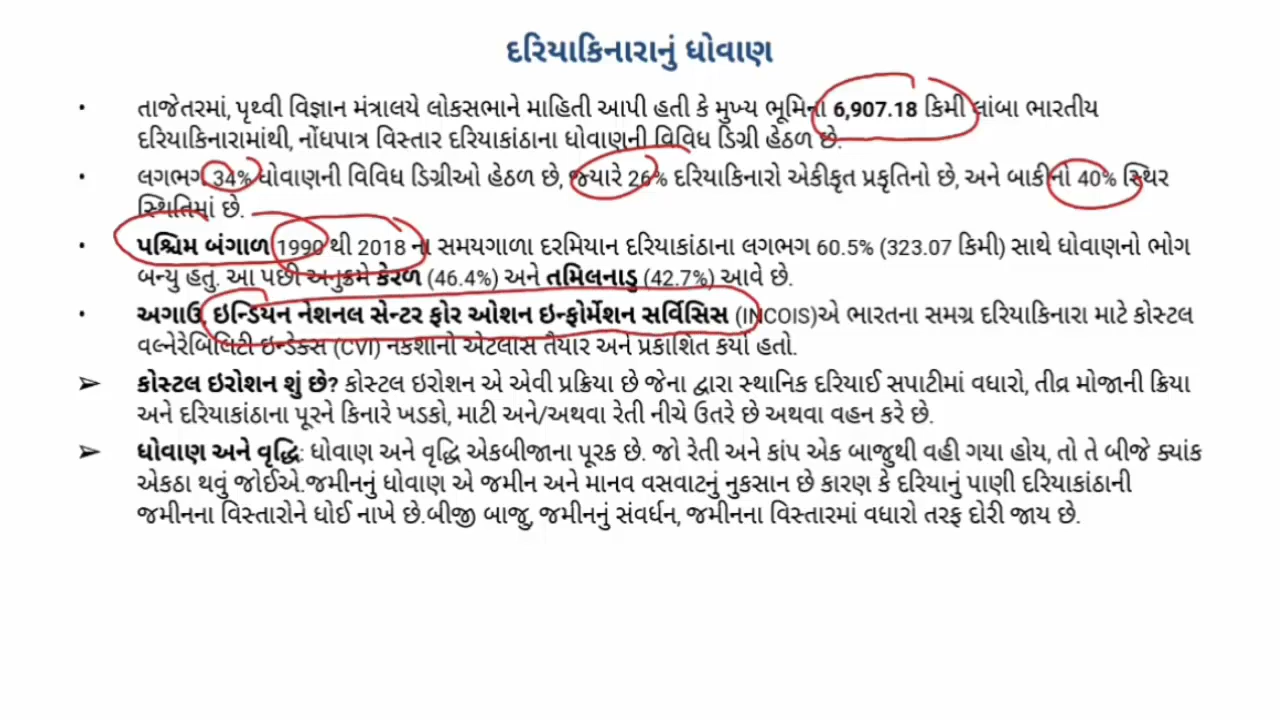 દરિયાકિનારાનું ધોવાણ
• તાજેતરમાં, પૃથ્વી વિજ્ઞાન મંત્રાલયે લોકસભાને માહિતી આપી હતી કે મુખ્ય ભૂમિના 6,907.18 કિમી લાંબા ભારતીય
દરિયાકિનારામાંથી, નોંધપાત્ર વિસ્તાર દરિયાકાંઠાના ધોવાણની વિવિધ ડિગ્રી હેઠળ છે.
• લગભગ 34% ધોવાણની વિવિધ ડિગ્રીઓ હેઠળ છે, જ્યારે 26% દરિયાકિનારો એકીકૃત પ્રકૃતિનો છે, અને બાકીનો 40% સ્થિર
સ્થિતિમાં છે.
• પશ્ચિમ બંગાળ 1990 થી 2018 ના સમયગાળા દરમિયાન દરિયાકાંઠાના લગભગ 60.5% (323.07 કિમી) સાથે ધોવાણનો ભોગ
બન્યુ હતુ. આ પછી અનુક્રમે કેરળ (46.4%) અને તમિલનાડુ (42.7%) આવે છે.
• અગાઉ, ઇન્ડિયન નેશનલ સેન્ટર ફોર ઓશન ઇન્ફોર્મેશન સર્વિસિસ (INCOIS)એ ભારતના સમગ્ર દરિયાકિનારા માટે કોસ્ટલ
વલ્નેરેબિલિટી ઇન્ડેક્સ (CVI) નકશાનો એટલાસ તૈયાર અને પ્રકાશિત કર્યો હતો.
➢ કોસ્ટલ ઇરોશન શું છે? કોસ્ટલ ઇરોશન એ એવી પ્રક્રિયા છે જેના દ્વારા સ્થાનિક દરિયાઈ સપાટીમાં વધારો, તીવ્ર મોજાની ક્રિયા
અને દરિયાકાંઠાના પૂરને કિનારે ખડકો, માટી અને/અથવા રેતી નીચે ઉતરે છે અથવા વહન કરે છે.
➢ ધોવાણ અને વૃદ્ધિ: ધોવાણ અને વૃદ્ધિ એકબીજાના પૂરક છે. જો રેતી અને કાંપ એક બાજુથી વહી ગયા હોય, તો તે બીજે ક્યાંક
એકઠા થવું જોઈએ.જમીનનું ધોવાણ એ જમીન અને માનવ વસવાટનું નુકસાન છે કારણ કે દરિયાનું પાણી દરિયાકાંઠાની
જમીનના વિસ્તારોને ધોઈ નાખે છે.બીજી બાજુ, જમીનનું સંવર્ધન, જમીનના વિસ્તારમાં વધારો તરફ દોરી જાય છે.